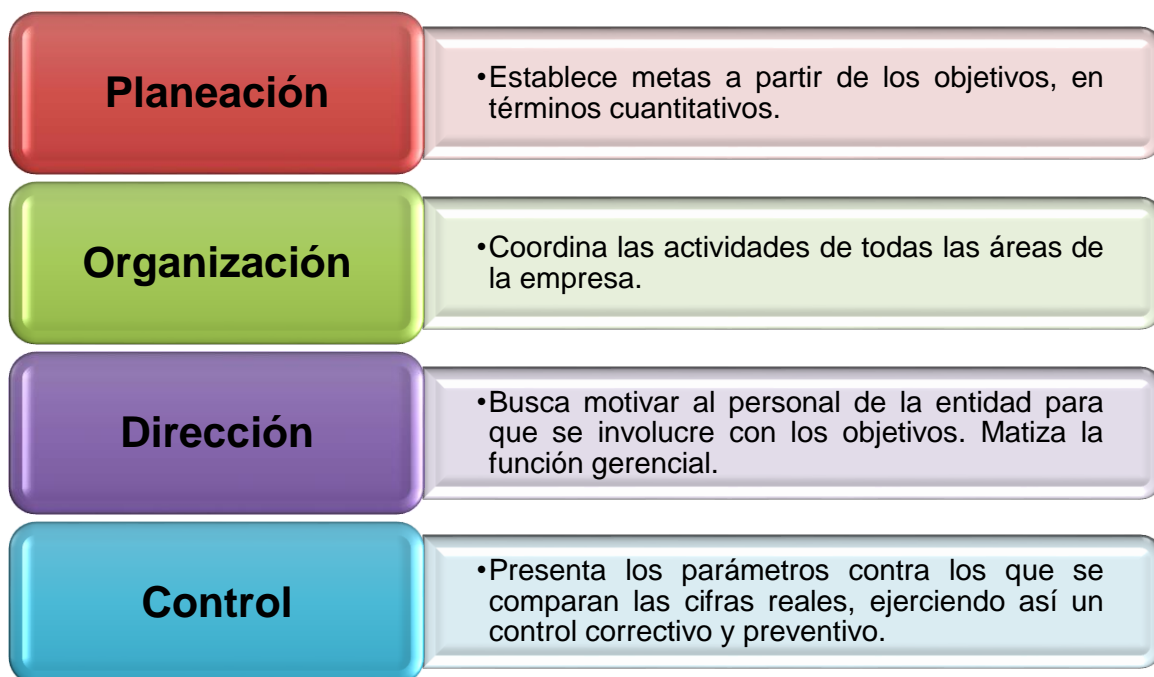 Planeación
•Establece metas a partir de los objetivos, en
términos cuantitativos.
Organización
•Coordina las actividades de todas las áreas de
la empresa.
Dirección
•Busca motivar al personal de la entidad para
que se involucre con los objetivos. Matiza la
función gerencial.
Control
•Presenta los parámetros contra los que se
comparan las cifras reales, ejerciendo así un
control correctivo y preventivo.